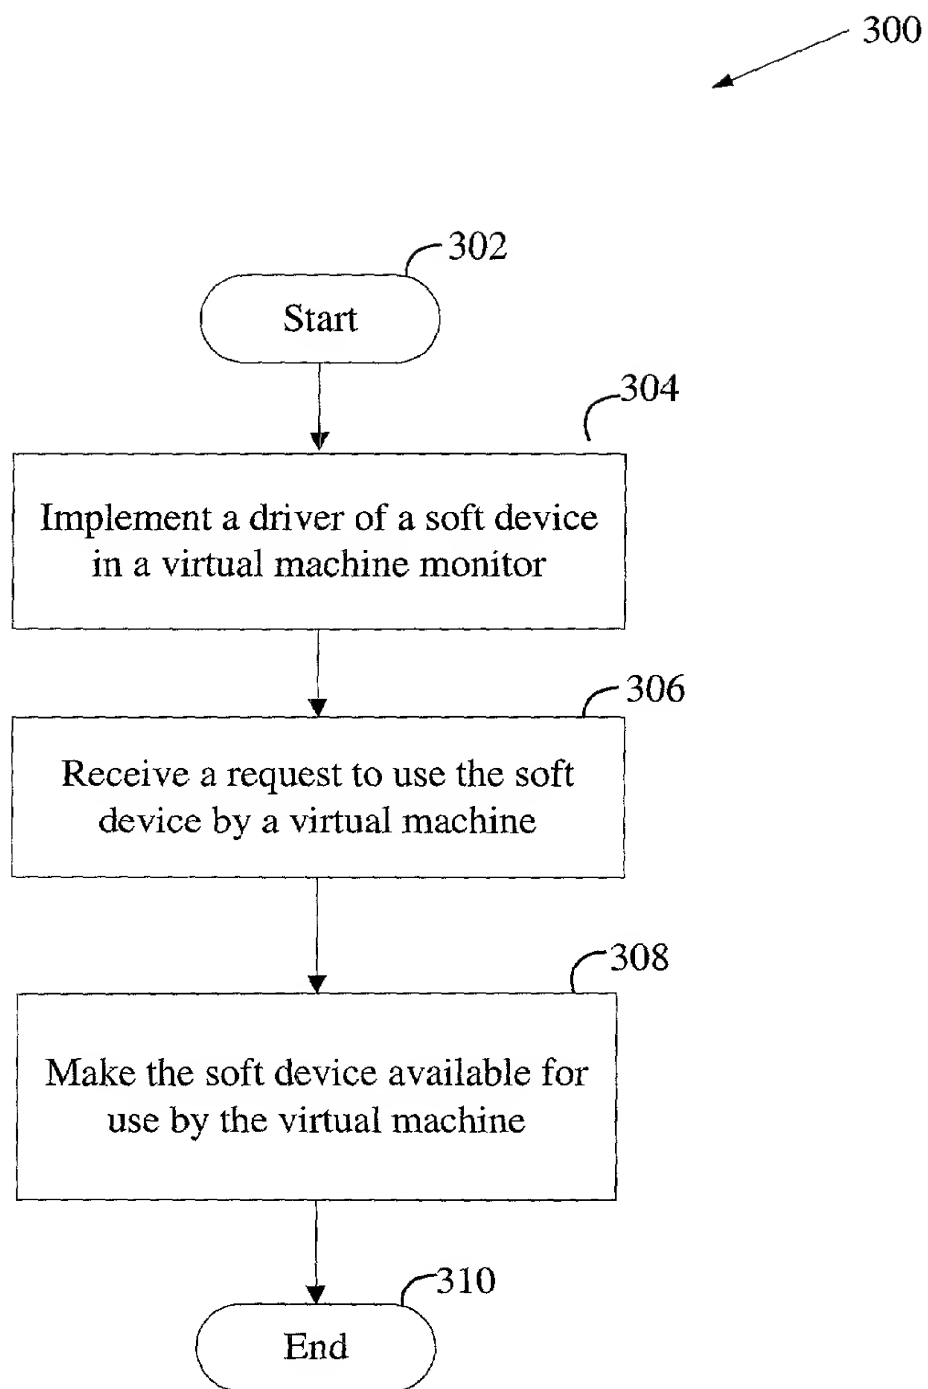 300
302
Start
304
Implement a driver of a soft device
in a virtual machine monitor
306
Receive a request to use the soft
device by a virtual machine
308
Make the soft device available for
use by the virtual machine
310
End